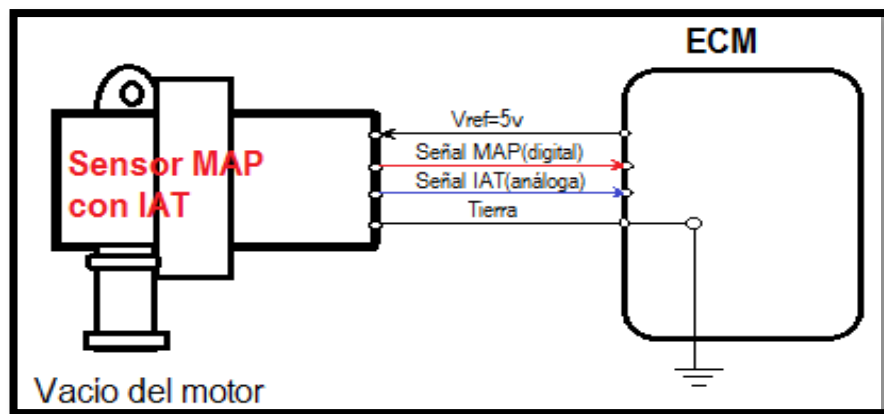 ECM
Vref=5v
Señal MAP(digital)
Señal IAT(análoga)
Tierra
Sensor MAP
con IAT
Vacio del motor